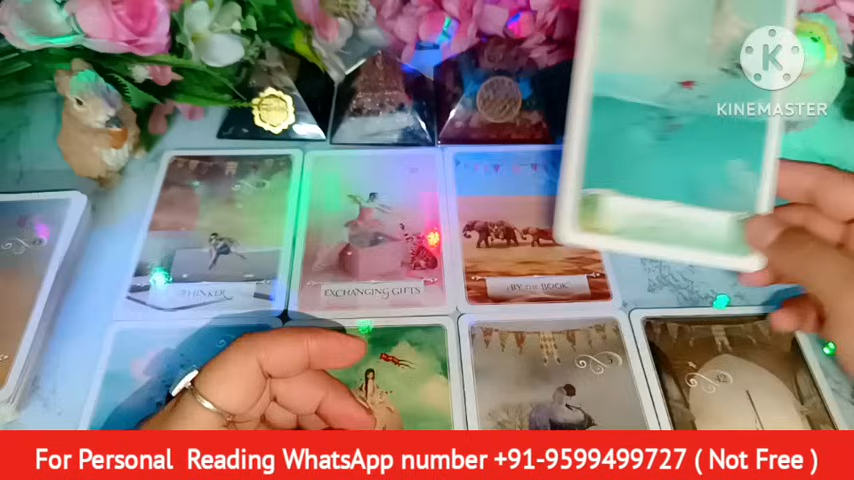 KINEMASTER
THINKER
EXCHANGING GIFTS
BY THE BOOK
For Personal Reading WhatsApp number +91-9599499727 ( Not Free )